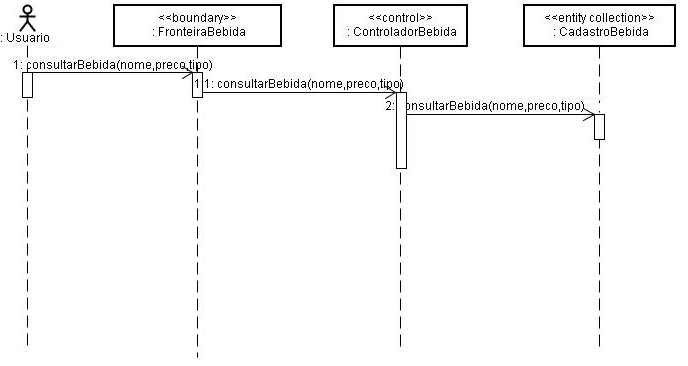 <<boundary>>
: FronteiraBebida
<<control>>
: ControladorBebida
<<entity collection>>
: CadastroBebida
: Usuario
1: consultarBebida(nome,preco,tipo)
1.1: consultarBebida(nome,preco,tipo)
2: consultarBebida(nome,preco,tipo)